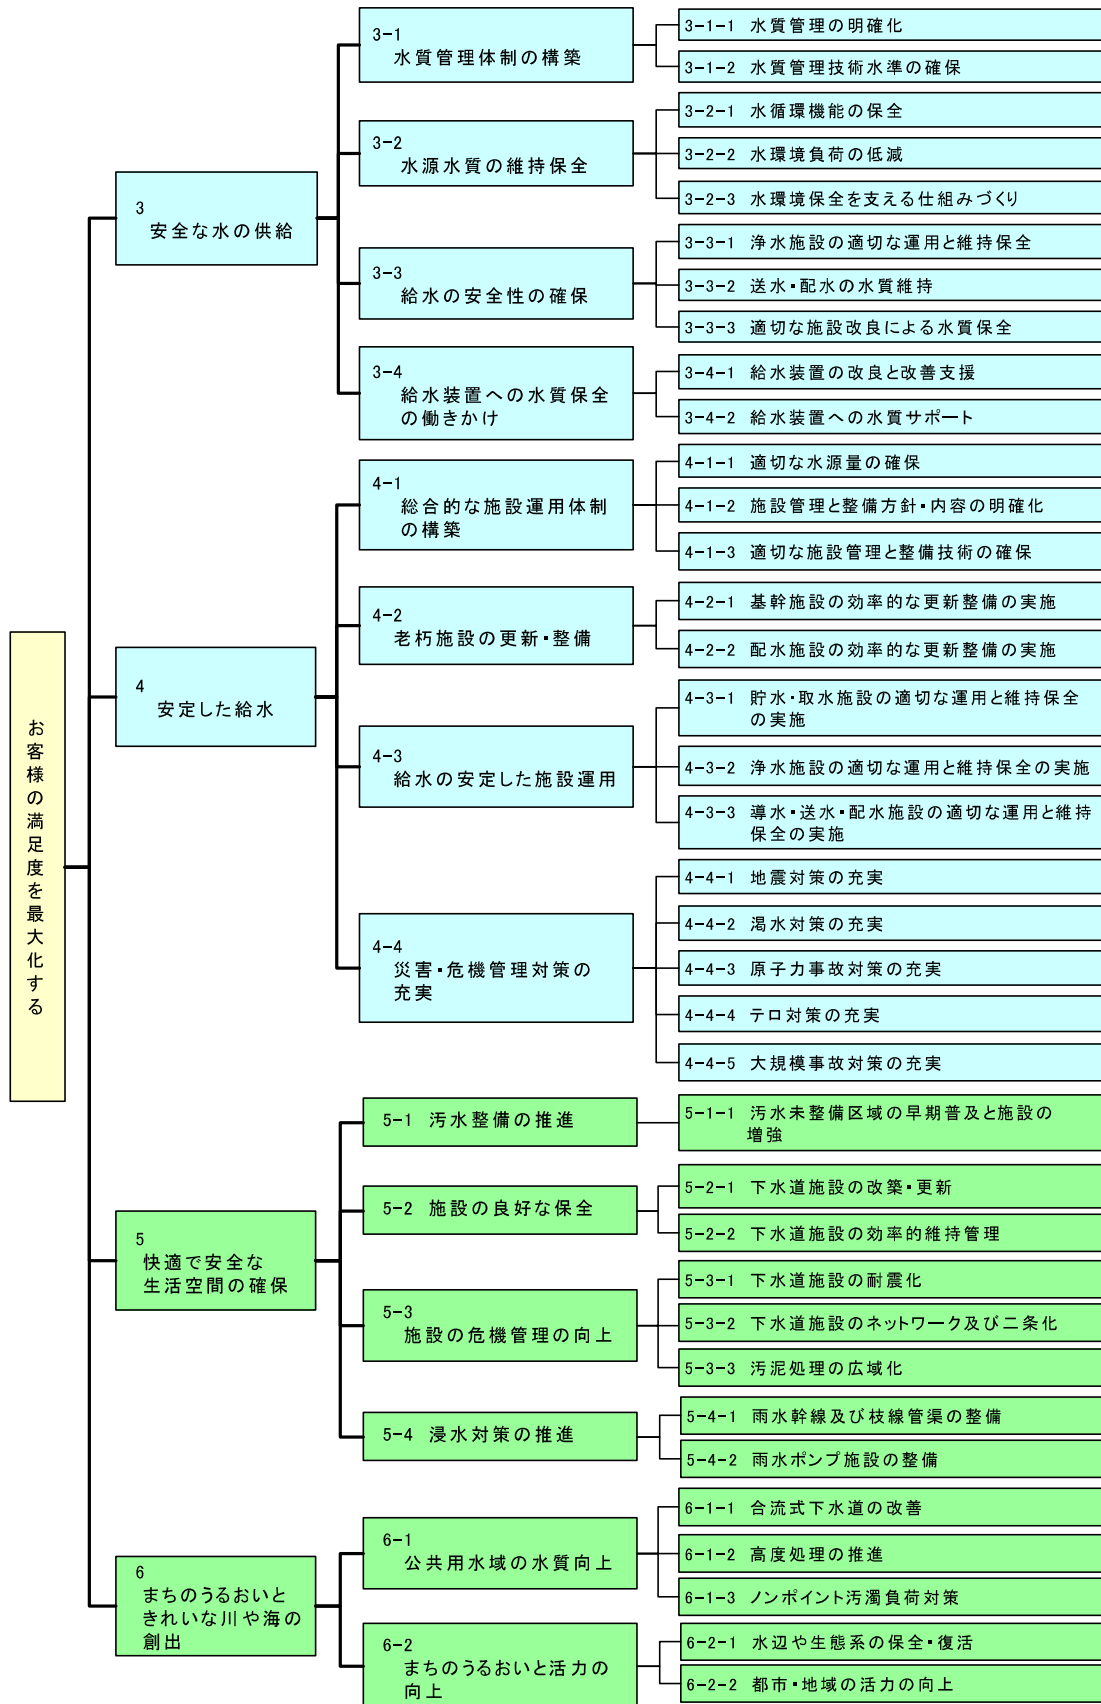 お客様の満足度を最大化する
3
安全な水の供給
3-1
水質管理体制の構築
3-1-1 水質管理の明確化
3-1-2 水質管理技術水準の確保
3-2
水源水質の維持保全
3-2-1 水循環機能の保全
3-2-2 水環境負荷の低減
3-2-3 水環境保全を支える仕組みづくり
3-3
給水の安全性の確保
3-3-1 浄水施設の適切な運用と維持保全
3-3-2 送水・配水の水質維持
3-3-3 適切な施設改良による水質保全
3-4
給水装置への水質保全
の働きかけ
3-4-1 給水装置の改良と改善支援
3-4-2 給水装置への水質サポート
4
安定した給水
4-1
総合的な施設運用体制
の構築
4-1-1 適切な水源量の確保
4-1-2 施設管理と整備方針・内容の明確化
4-1-3 適切な施設管理と整備技術の確保
4-2
老朽施設の更新・整備
4-2-1 基幹施設の効率的な更新整備の実施
4-2-2 配水施設の効率的な更新整備の実施
4-3
給水の安定した施設運用
4-3-1 貯水・取水施設の適切な運用と維持保全
の実施
4-3-2 浄水施設の適切な運用と維持保全の実施
4-3-3 導水・送水・配水施設の適切な運用と維持
保全の実施
4-4
災害・危機管理対策の
充実
4-4-1 地震対策の充実
4-4-2 渇水対策の充実
4-4-3 原子力事故対策の充実
4-4-4 テロ対策の充実
4-4-5 大規模事故対策の充実
5
快適で安全な
生活空間の確保
5-1 汚水整備の推進
5-1-1 汚水未整備区域の早期普及と施設の
増強
5-2 施設の良好な保全
5-2-1 下水道施設の改築・更新
5-2-2 下水道施設の効率的維持管理
5-3
施設の危機管理の向上
5-3-1 下水道施設の耐震化
5-3-2 下水道施設のネットワーク及び二条化
5-3-3 汚泥処理の広域化
5-4 浸水対策の推進
5-4-1 雨水幹線及び枝線管渠の整備
5-4-2 雨水ポンプ施設の整備
6
まちのうるおいと
きれいな川や海の
創出
6-1
公共用水域の水質向上
6-1-1 合流式下水道の改善
6-1-2 高度処理の推進
6-1-3 ノンポイント汚濁負荷対策
6-2
まちのうるおいと活力の
向上
6-2-1 水辺や生態系の保全・復活
6-2-2 都市・地域の活力の向上